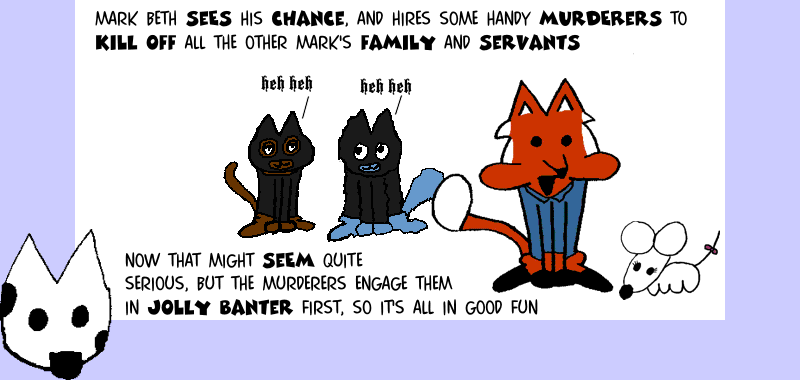 MARK BETH SEES HIS CHANCE, AND HIRES SOME HANDY MURDERERS TO
KILL OFF ALL THE OTHER MARK'S FAMILY AND SERVANTS
heh heh
heh heh
NOW THAT MIGHT SEEM QUITE
SERIOUS, BUT THE MURDERERS ENGAGE THEM
IN JOLLY BANTER FIRST, SO IT'S ALL IN GOOD FUN